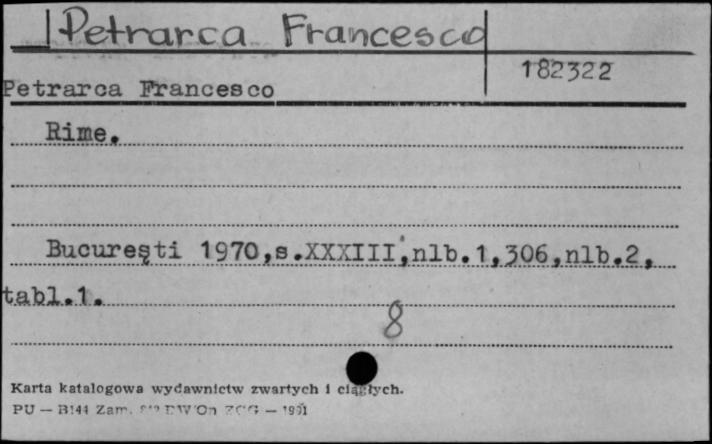 Petrarca Francesco
182322
Petrarca Francesco
Rime.
Bucureşti 1970,s.XXXIII,nlb.1,306,nlb.2,
tabl.1.
8
Karta katalogowa wydawnictw zwartych i ciągłych.
PU — B144 Zam. — 1991